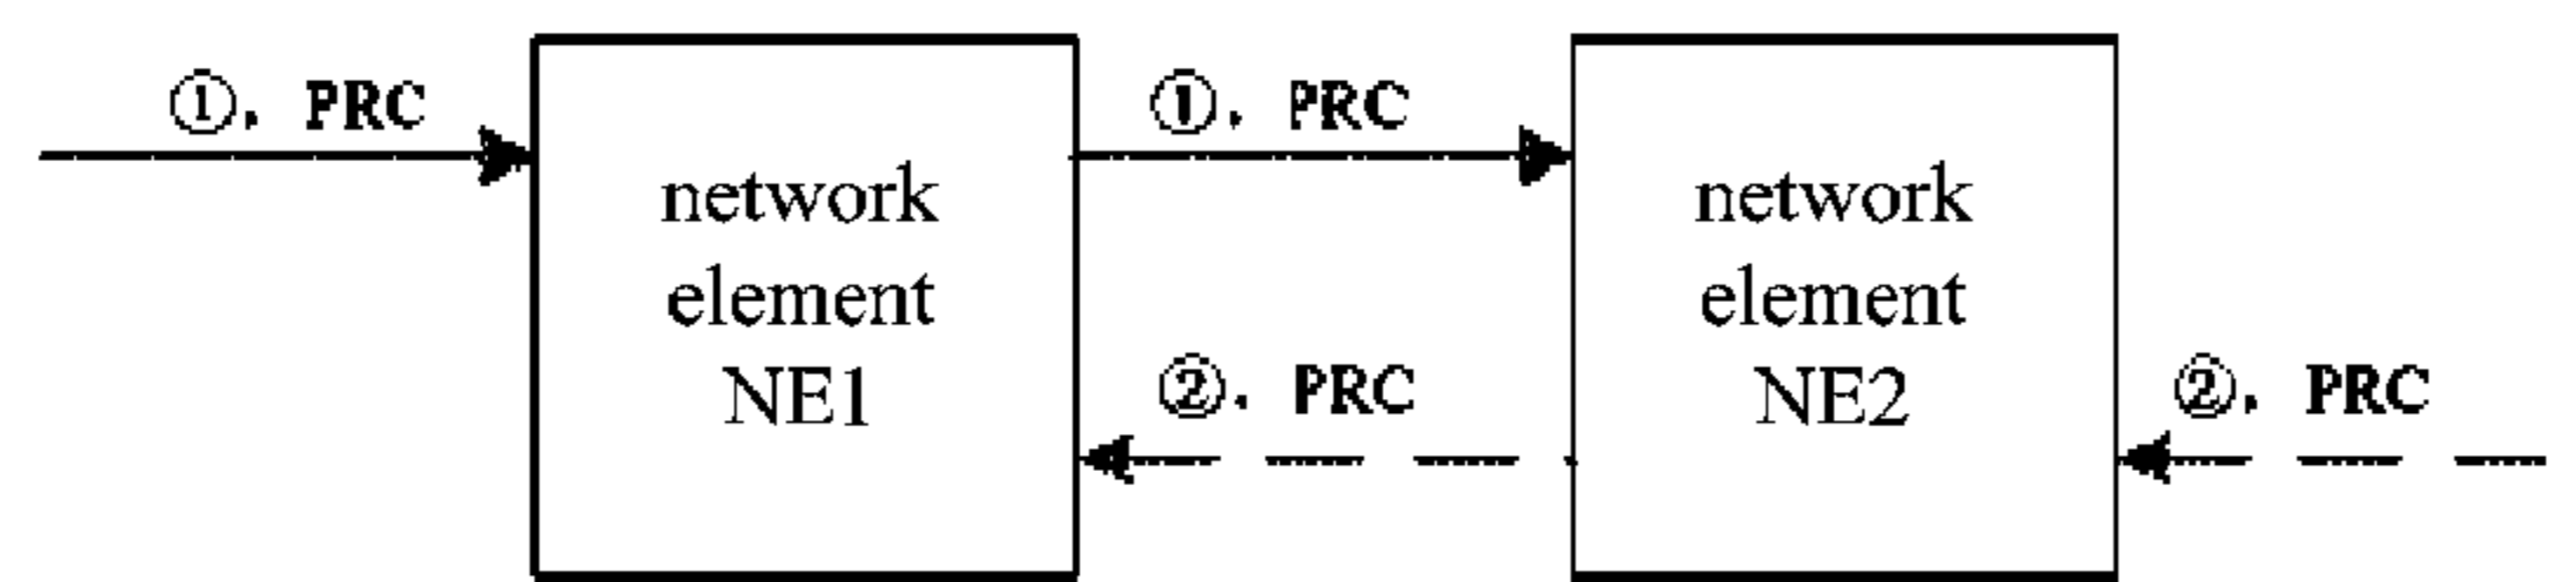 ①. PRC
①. PRC
network
element
NE1
network
element
NE2
②. PRC
②. PRC